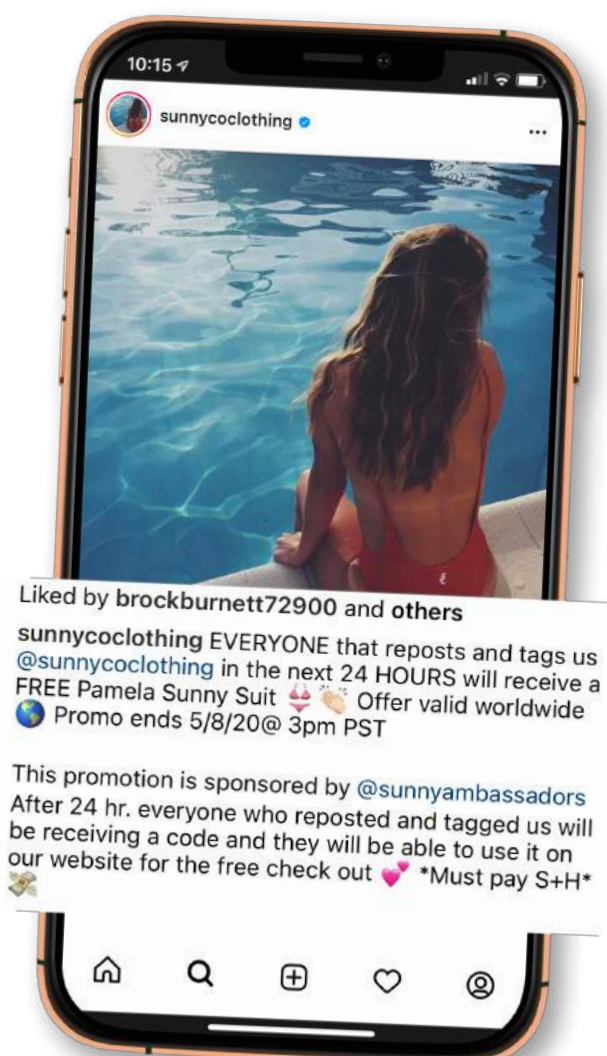 10:15
sunnycoclothing
Liked by brockburnett72900 and others
sunnycoclothing EVERYONE that reposts and tags us
@sunnycoclothing in the next 24 HOURS will receive a
FREE Pamela Sunny Suit 👙 👏🏻 Offer valid worldwide
🌎 Promo ends 5/8/20@ 3pm PST
This promotion is sponsored by @sunnyambassadors
After 24 hr. everyone who reposted and tagged us will
be receiving a code and they will be able to use it on
our website for the free check out 💕 *Must pay S+H*
💸